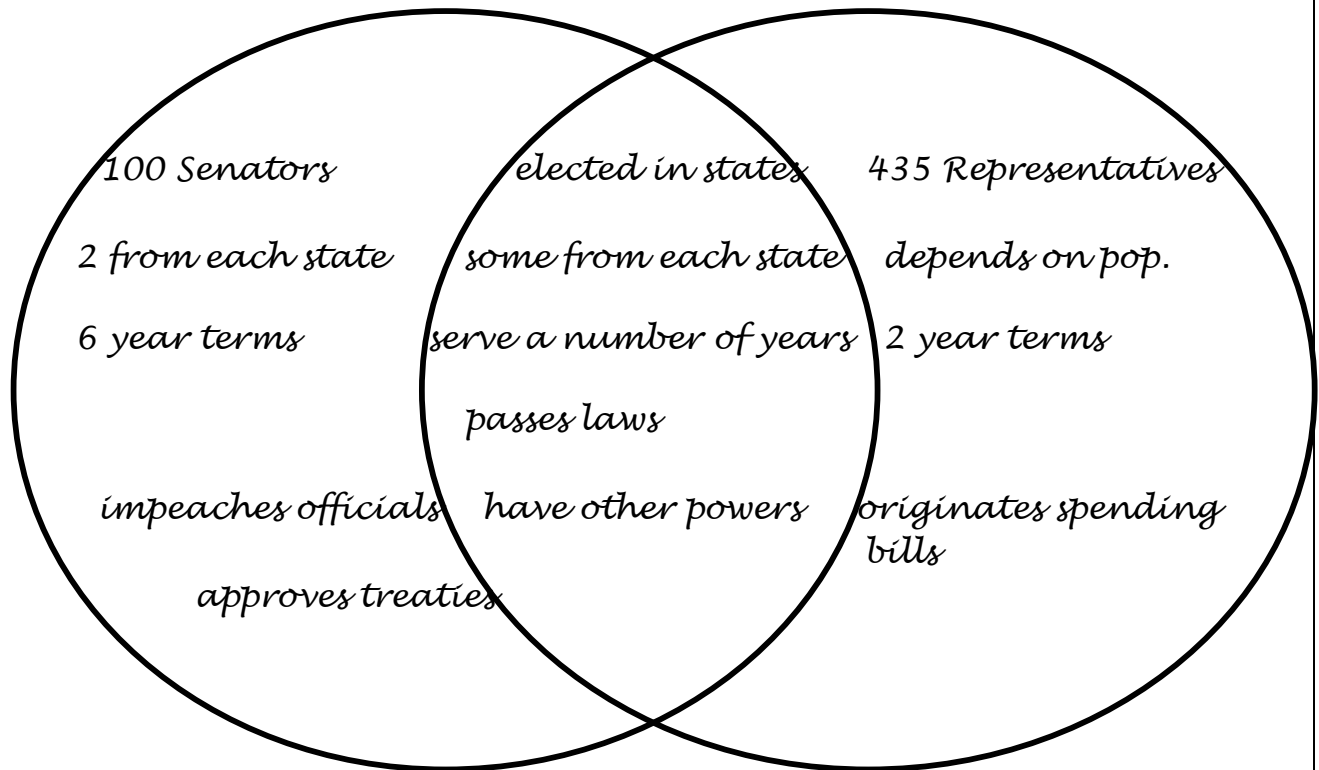 100 Senators
2 from each state
6 year terms
impeaches officials
approves treaties
elected in states
some from each state
serve a number of years
passes laws
have other powers
435 Representatives
depends on pop.
2 year terms
originates spending
bills